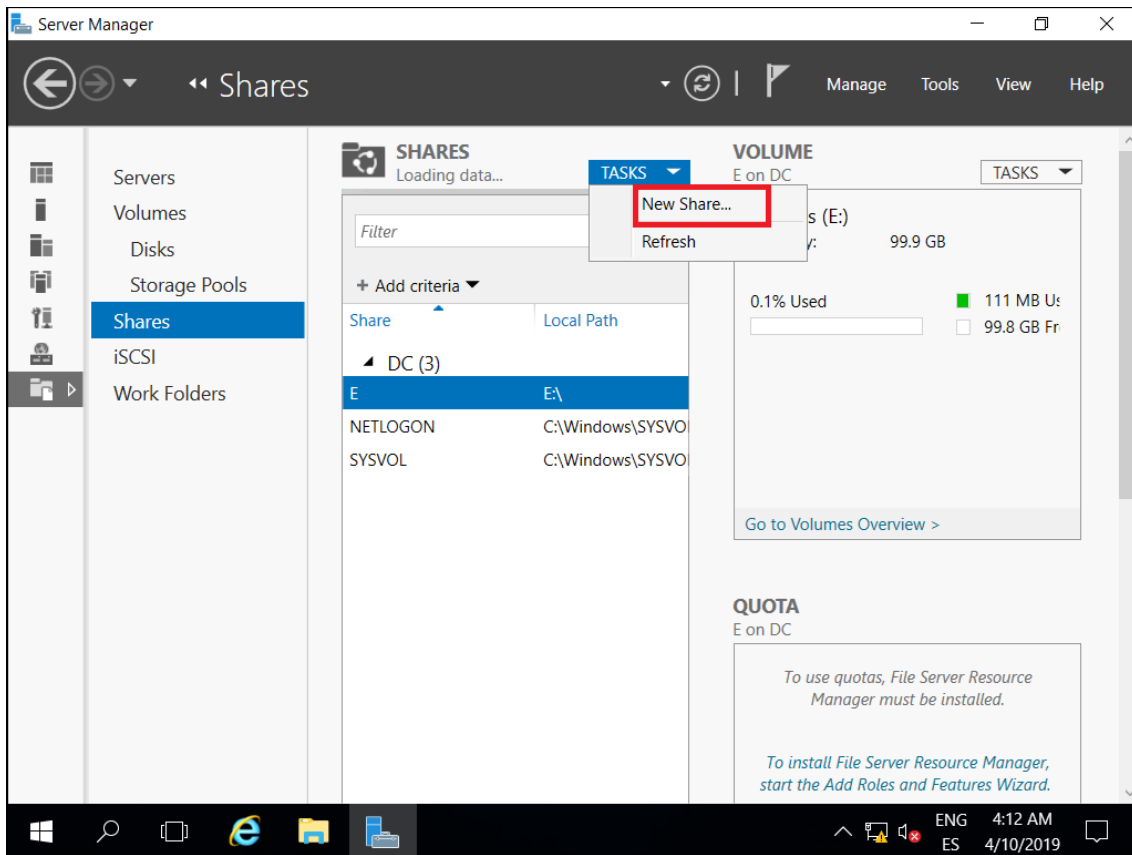 Server Manager
Shares
Manage Tools View Help
Servers
Volumes
Disks
Storage Pools
Shares
iSCSI
Work Folders
SHARES
Loading data...
TASKS
New Share...
Refresh
Filter
Add criteria
Share Local Path
DC (3)
E E:\
NETLOGON C:\Windows\SYSVO
SYSVOL C:\Windows\SYSVO
VOLUME
E on DC
TASKS
s (E:)
y: 99.9 GB
0.1% Used
111 MB Us
99.8 GB Fr
Go to Volumes Overview >
QUOTA
E on DC
To use quotas, File Server Resource
Manager must be installed.
To install File Server Resource Manager,
start the Add Roles and Features Wizard.
ENG
ES
4:12 AM
4/10/2019